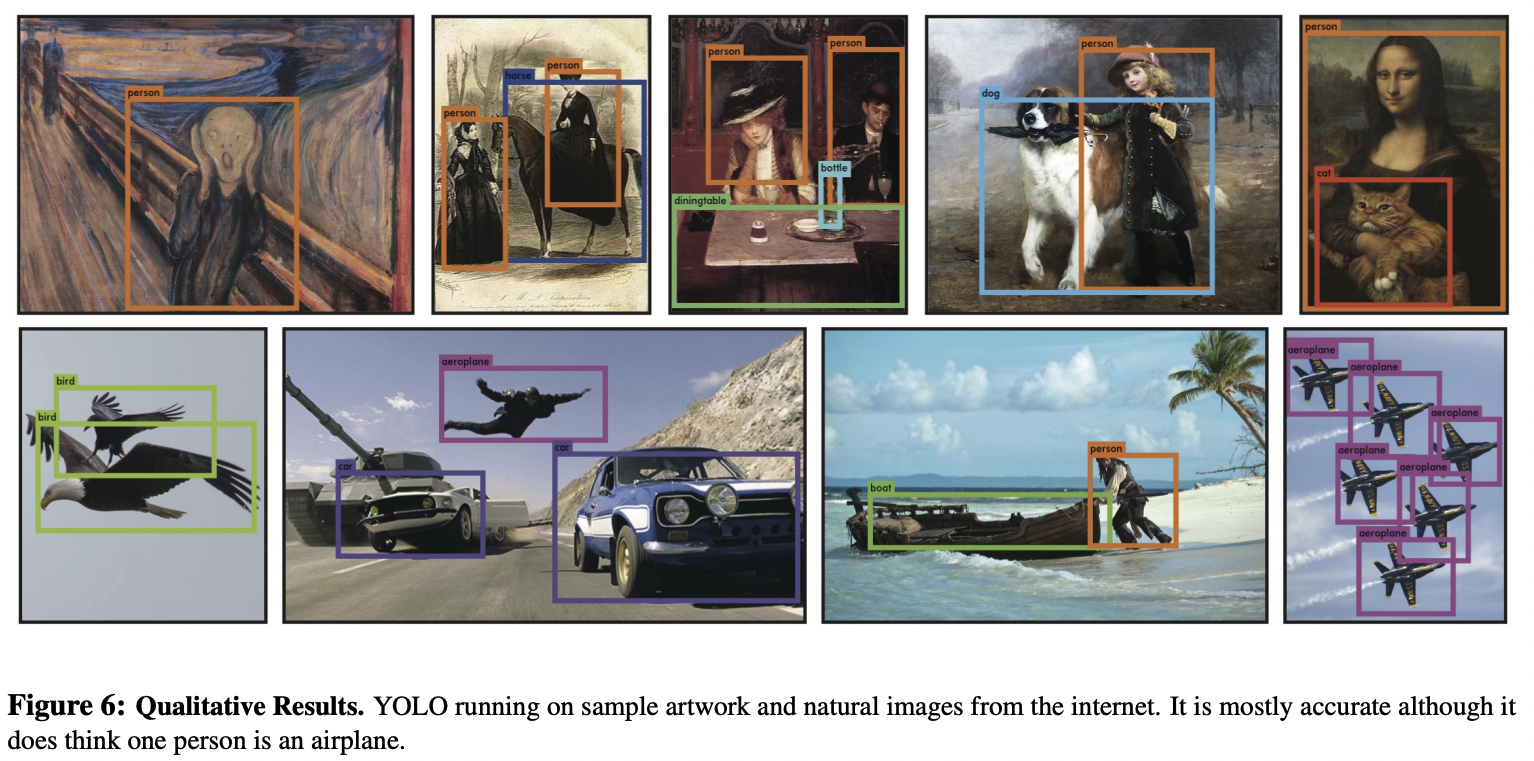 person
person
horse
person
person
person
bottle
diningtable
person
dog
person
cat
bird
bird
aeroplane
car
car
person
boat
aeroplane
aeroplane
aeroplane
aeroplane
aeroplane
aeroplane
Figure 6: Qualitative Results. YOLO running on sample artwork and natural images from the internet. It is mostly accurate although it
does think one person is an airplane.